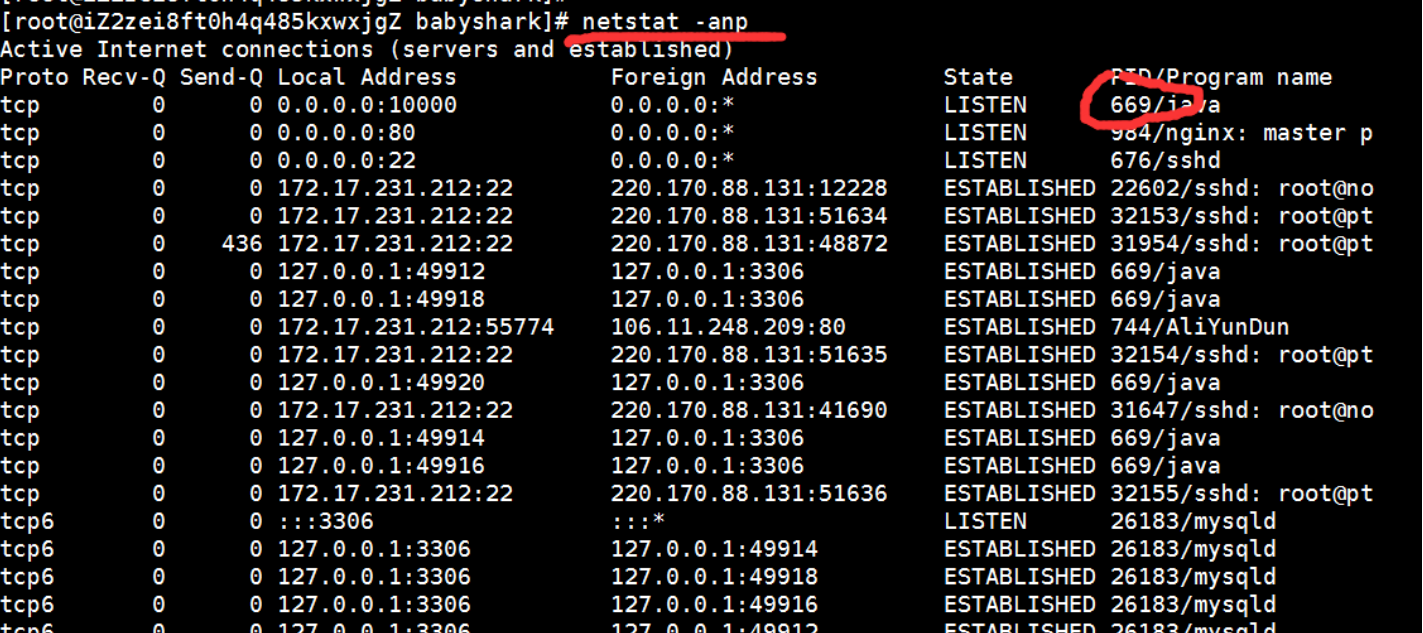 [root@iZ2zei8ft0h4q485kxwxjgZ babyshark]# netstat -anp
Active Internet connections (servers and established)
Proto Recv-Q Send-Q Local Address           Foreign Address         State       PID/Program name
tcp        0      0 0.0.0.0:10000           0.0.0.0:*               LISTEN      669/java
tcp        0      0 0.0.0.0:80              0.0.0.0:*               LISTEN      984/nginx: master p
tcp        0      0 0.0.0.0:22              0.0.0.0:*               LISTEN      676/sshd
tcp        0      0 172.17.231.212:22       220.170.88.131:12228    ESTABLISHED 22602/sshd: root@no
tcp        0      0 172.17.231.212:22       220.170.88.131:51634    ESTABLISHED 32153/sshd: root@pt
tcp        0    436 172.17.231.212:22       220.170.88.131:48872    ESTABLISHED 31954/sshd: root@pt
tcp        0      0 127.0.0.1:49912         127.0.0.1:3306          ESTABLISHED 669/java
tcp        0      0 127.0.0.1:49918         127.0.0.1:3306          ESTABLISHED 669/java
tcp        0      0 172.17.231.212:55774    106.11.248.209:80       ESTABLISHED 744/AliYunDun
tcp        0      0 172.17.231.212:22       220.170.88.131:51635    ESTABLISHED 32154/sshd: root@pt
tcp        0      0 127.0.0.1:49920         127.0.0.1:3306          ESTABLISHED 669/java
tcp        0      0 172.17.231.212:22       220.170.88.131:41690    ESTABLISHED 31647/sshd: root@no
tcp        0      0 127.0.0.1:49914         127.0.0.1:3306          ESTABLISHED 669/java
tcp        0      0 127.0.0.1:49916         127.0.0.1:3306          ESTABLISHED 669/java
tcp        0      0 172.17.231.212:22       220.170.88.131:51636    ESTABLISHED 32155/sshd: root@pt
tcp6       0      0 :::3306                 :::*                    LISTEN      26183/mysqld
tcp6       0      0 127.0.0.1:3306          127.0.0.1:49914         ESTABLISHED 26183/mysqld
tcp6       0      0 127.0.0.1:3306          127.0.0.1:49918         ESTABLISHED 26183/mysqld
tcp6       0      0 127.0.0.1:3306          127.0.0.1:49916         ESTABLISHED 26183/mysqld
tcp6       0      0 127.0.0.1:3306          127.0.0.1:49912         ESTABLISHED 26183/mysqld